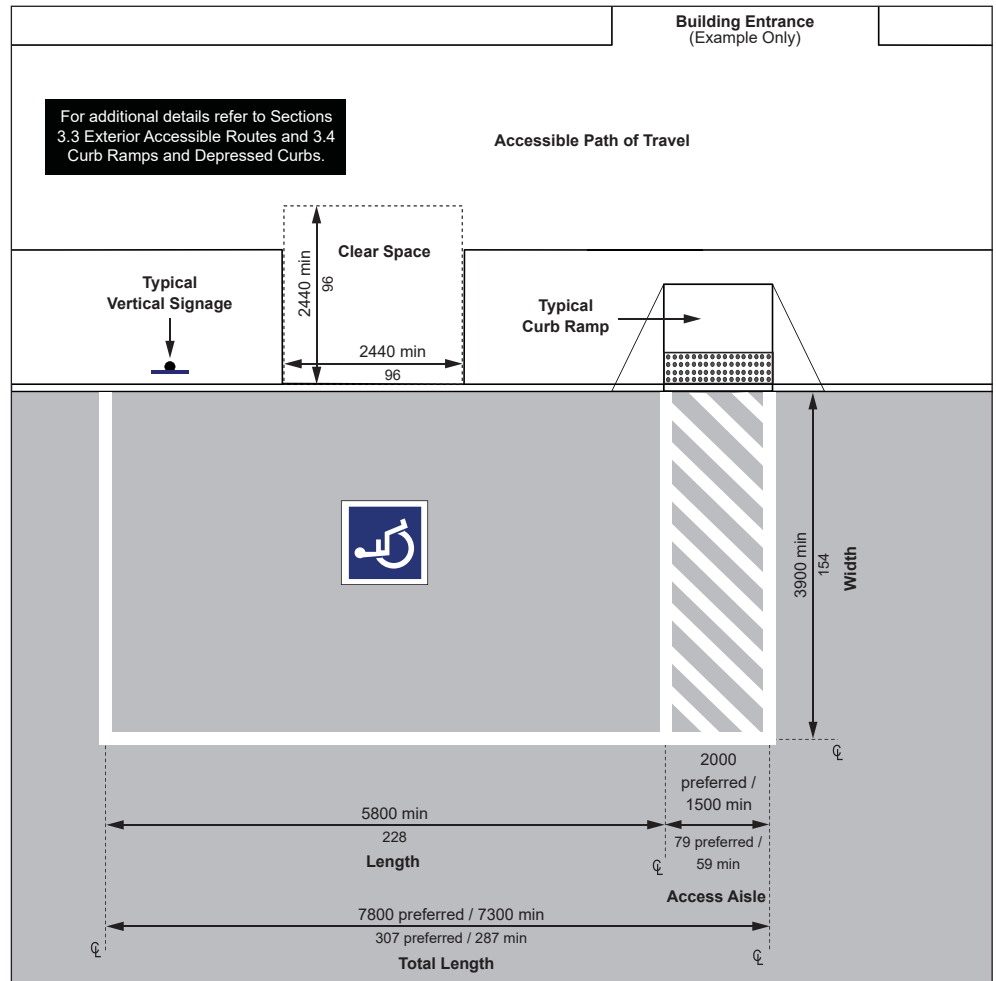 Building Entrance
(Example Only)
For additional details refer to Sections
3.3 Exterior Accessible Routes and 3.4
Curb Ramps and Depressed Curbs.
Accessible Path of Travel
Clear Space
2440 min
96
2440 min
96
Typical
Vertical Signage
Typical
Curb Ramp
3900 min
154
Width
℄
2000
preferred /
1500 min
79 preferred /
59 min
℄
Access Aisle
5800 min
228
Length
7800 preferred / 7300 min
307 preferred / 287 min
Total Length
℄
℄